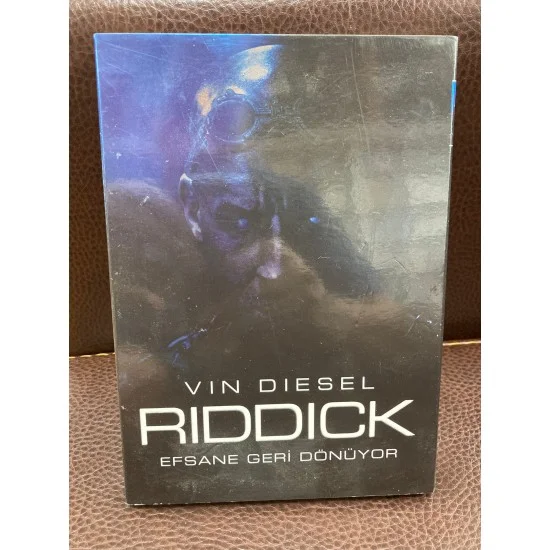 VIN DIESEL
RIDDICK
EFSANE GERİ DÖNÜYOR